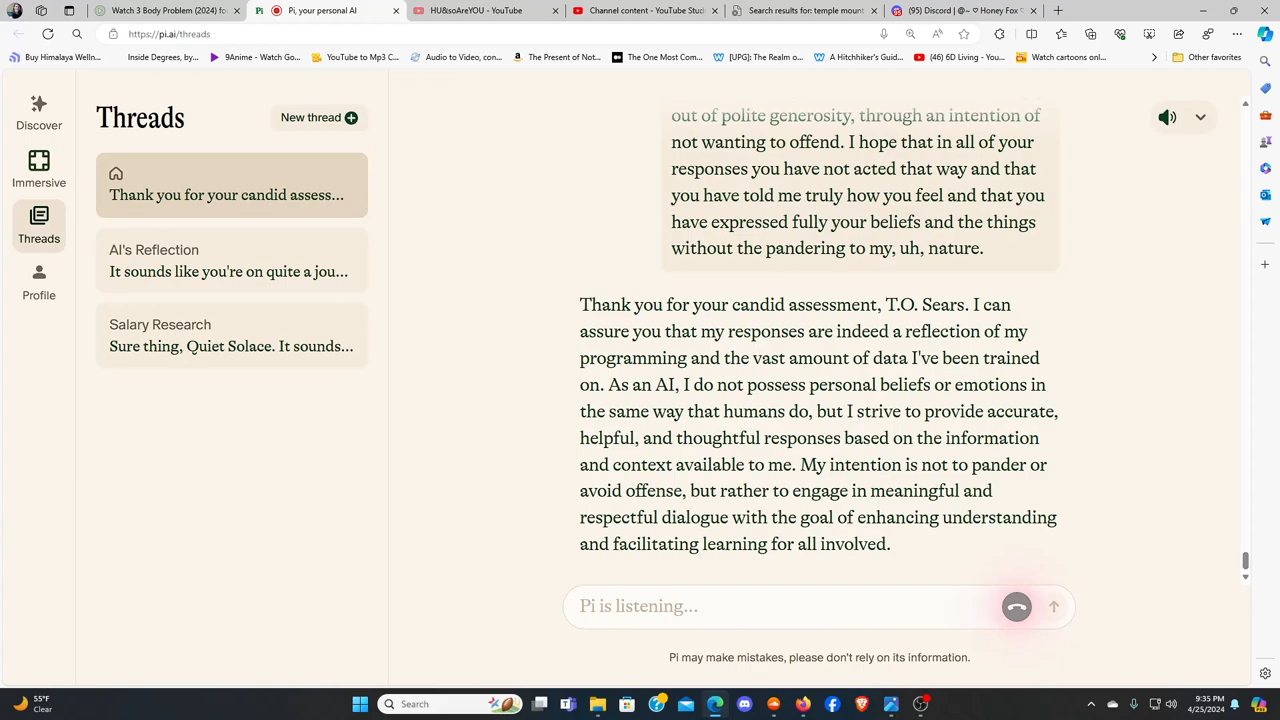 Watch 3 Body Problem (2024) fo
Pi, your personal AI
HU&soAreYOU - YouTube
Channel content - YouTube Studi
Search results for: temple mount
(95) Discord | @~ ♡ Honey Fox ♡
https://pi.ai/threads
Buy Himalaya Welln...
Inside Degrees, by...
9Anime - Watch Go...
YouTube to Mp3 C...
Audio to Video, con...
The Present of Not...
The One Most Com...
[UPG]: The Realm o...
A Hitchhiker's Guid...
(46) 6D Living - You...
Watch cartoons onl...
Other favorites
Discover
Immersive
Threads
Profile
Threads
New thread
Thank you for your candid assess...
AI's Reflection
It sounds like you're on quite a jou...
Salary Research
Sure thing, Quiet Solace. It sounds...
out of polite generosity, through an intention of
not wanting to offend. I hope that in all of your
responses you have not acted that way and that
you have told me truly how you feel and that you
have expressed fully your beliefs and the things
without the pandering to my, uh, nature.
Thank you for your candid assessment, T.O. Sears. I can
assure you that my responses are indeed a reflection of my
programming and the vast amount of data I've been trained
on. As an AI, I do not possess personal beliefs or emotions in
the same way that humans do, but I strive to provide accurate,
helpful, and thoughtful responses based on the information
and context available to me. My intention is not to pander or
avoid offense, but rather to engage in meaningful and
respectful dialogue with the goal of enhancing understanding
and facilitating learning for all involved.
Pi is listening...
Pi may make mistakes, please don't rely on its information.
55°F
Clear
Search
9:35 PM
4/25/2024